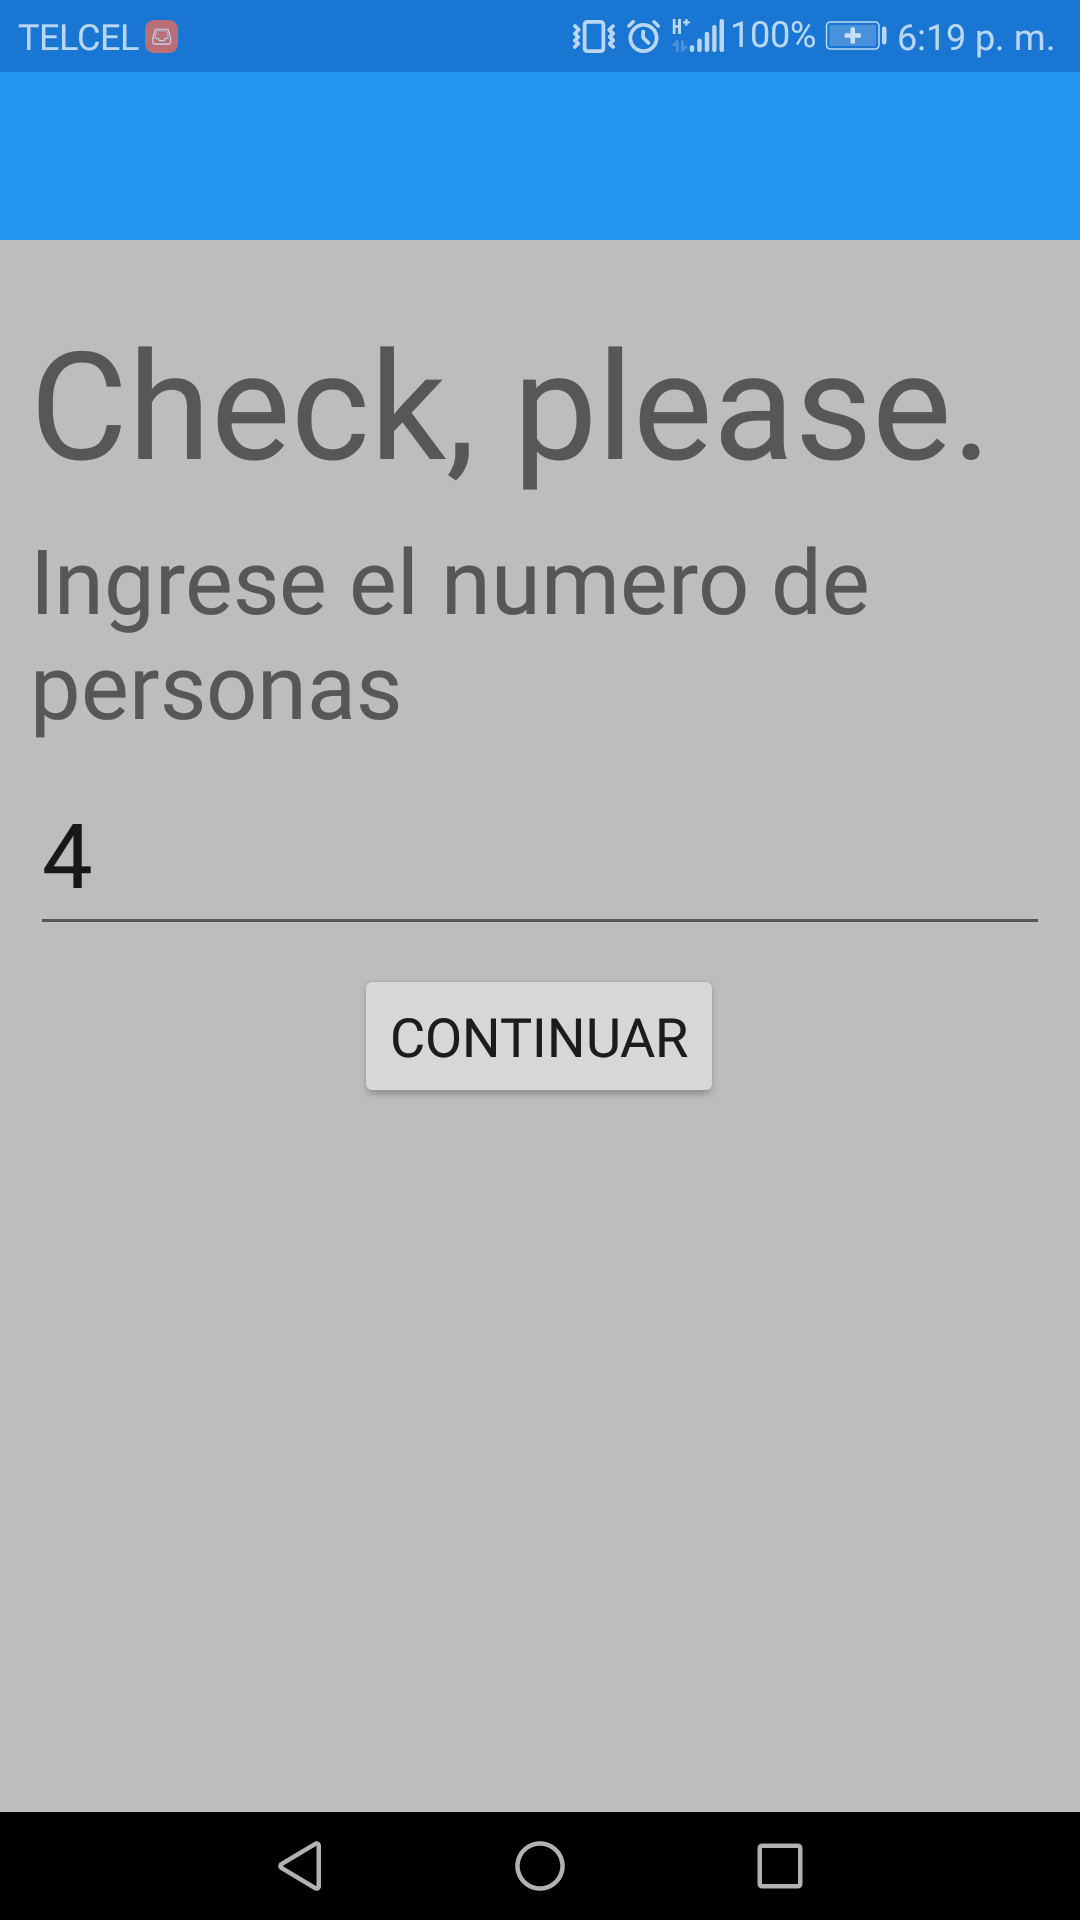 TELCEL H+ 100% 6:19 p. m.
Check, please.
Ingrese el numero de
personas
4
CONTINUAR